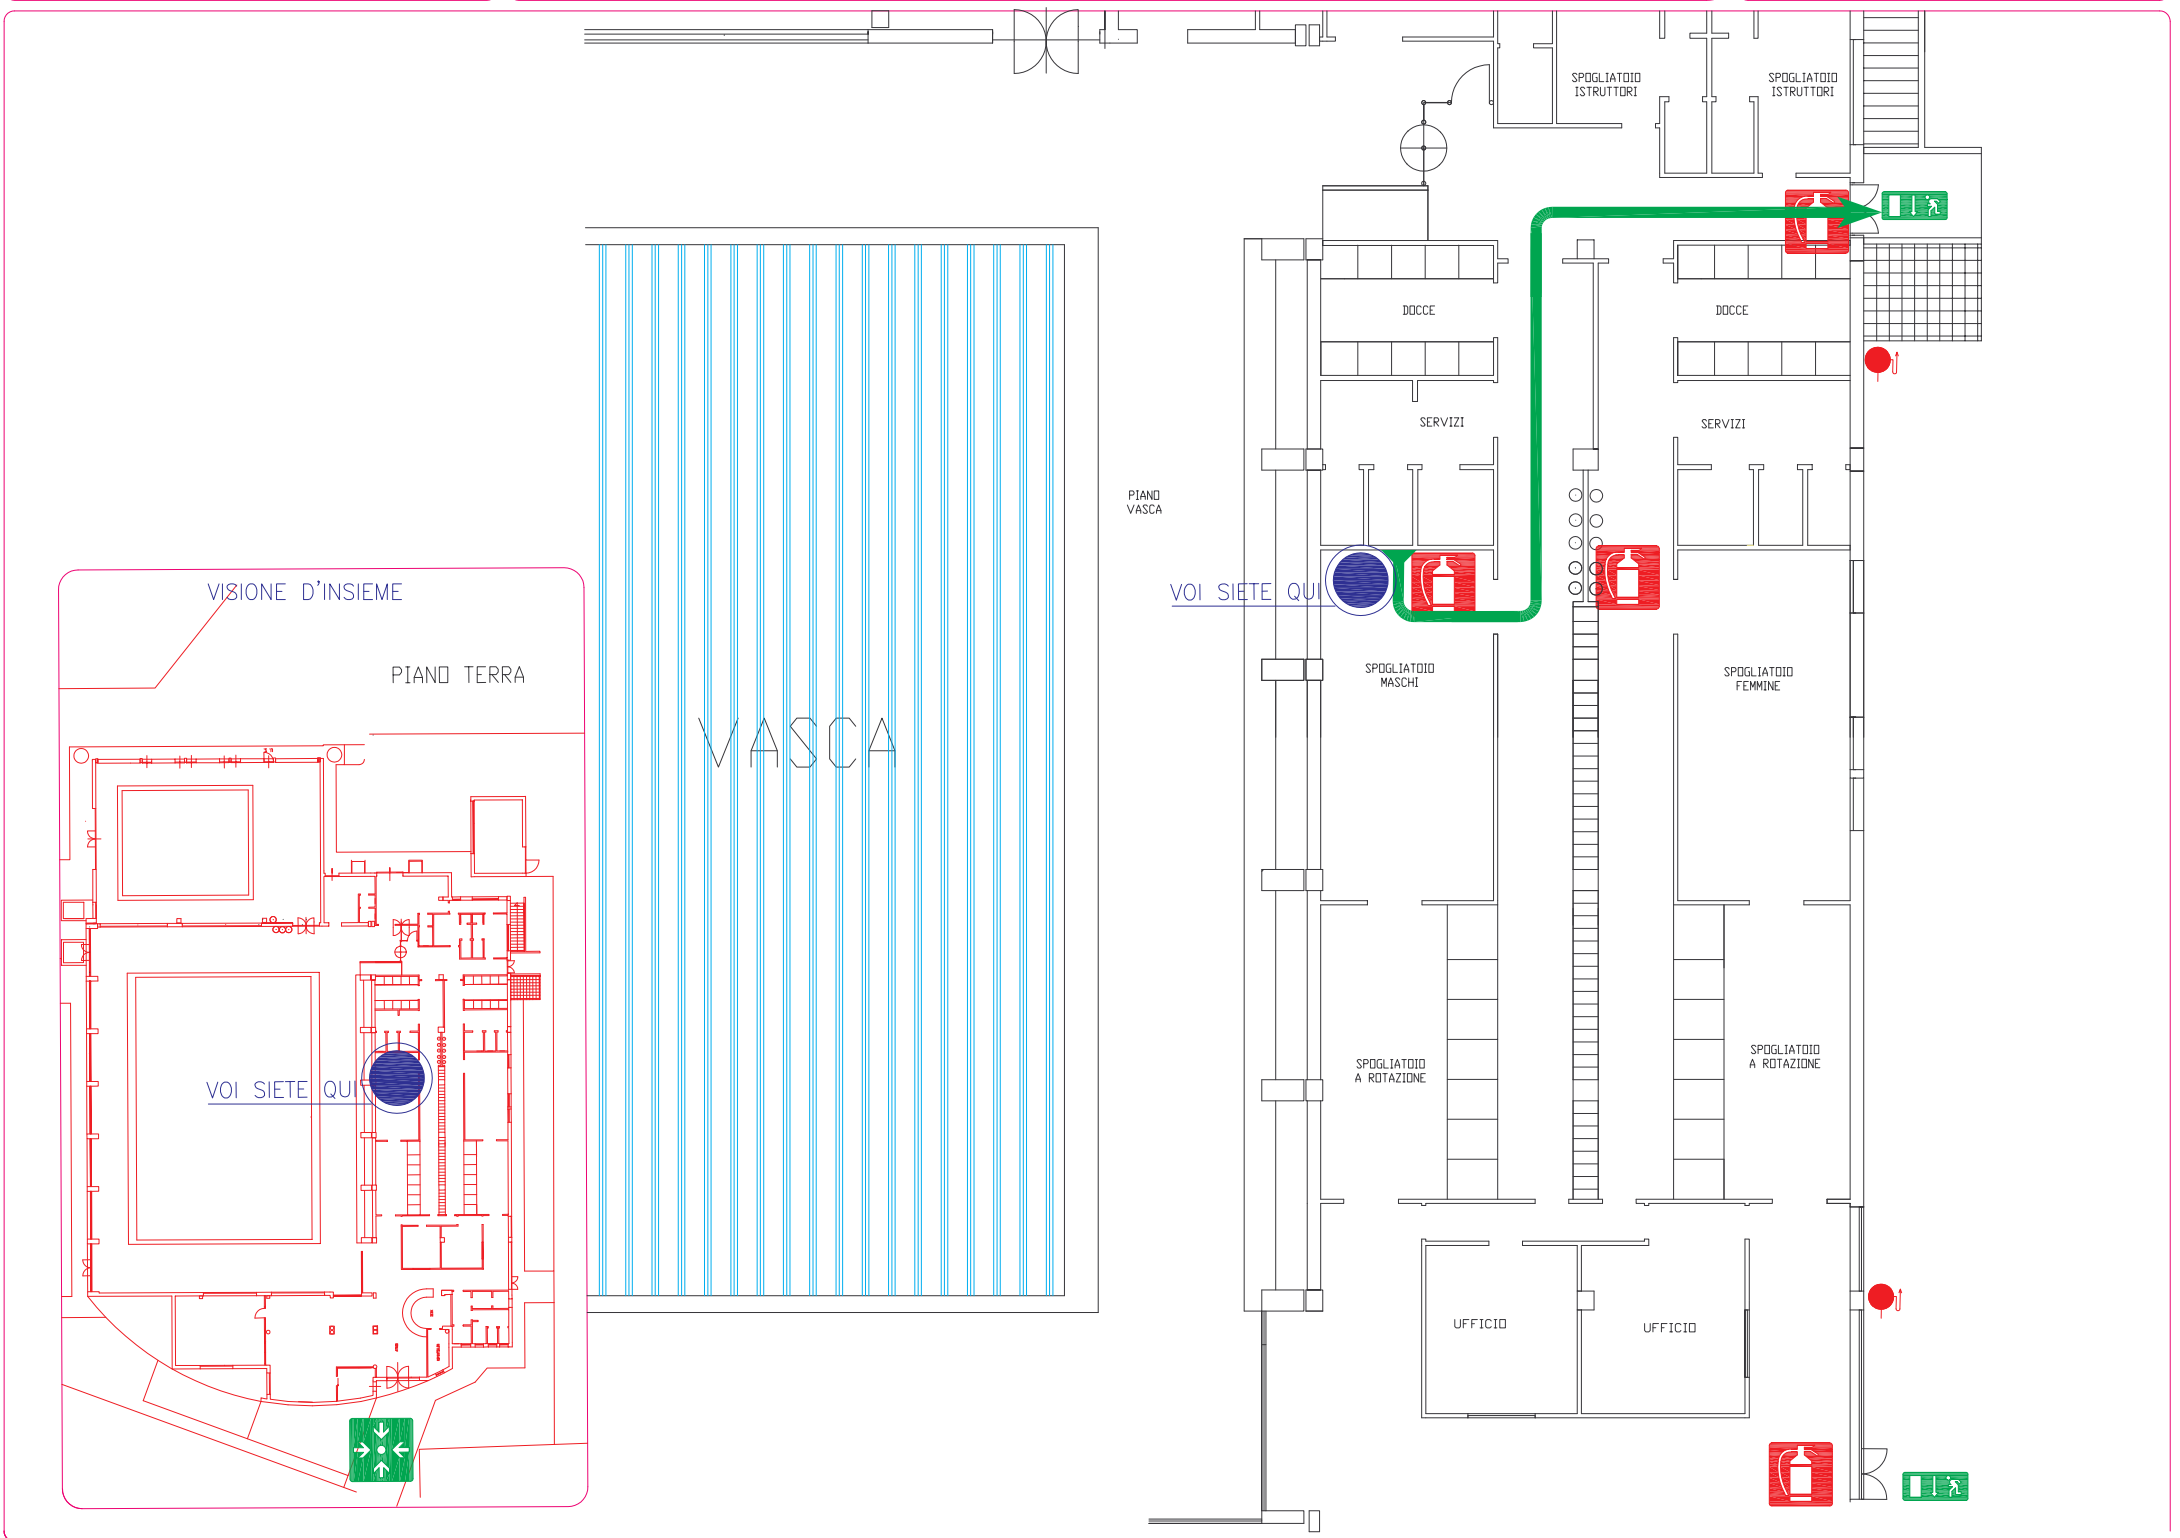 SPOGLIATOIO
ISTRUTTORI
SPOGLIATOIO
ISTRUTTORI
DOCCE
DOCCE
SERVIZI
SERVIZI
PIANO
VASCA
VOI SIETE QUI
SPOGLIATOIO
MASCHI
SPOGLIATOIO
FEMMINE
VASCA
SPOGLIATOIO
A ROTAZIONE
SPOGLIATOIO
A ROTAZIONE
UFFICIO
UFFICIO
VISIONE D'INSIEME
PIANO TERRA
VOI SIETE QUI